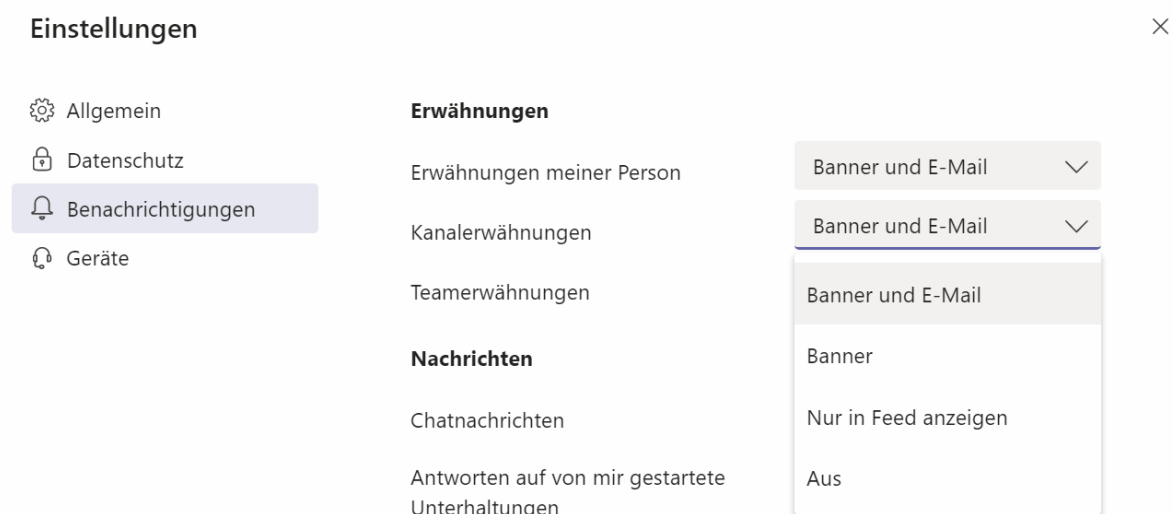 Einstellungen
Allgemein
Datenschutz
Benachrichtigungen
Geräte
Erwähnungen
Erwähnungen meiner Person
Banner und E-Mail
Kanalerwähnungen
Banner und E-Mail
Teamerwähnungen
Banner und E-Mail
Banner
Nur in Feed anzeigen
Aus
Nachrichten
Chatnachrichten
Antworten auf von mir gestartete
Unterhaltungen